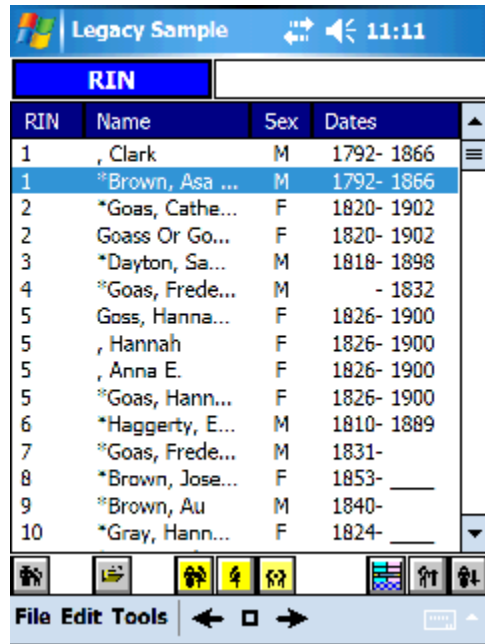 Legacy Sample 11:11
RIN
RIN Name Sex Dates
1 , Clark M 1792- 1866
1 *Brown, Asa ... M 1792- 1866
2 *Goas, Cathe... F 1820- 1902
2 Goass Or Go... F 1820- 1902
3 *Dayton, Sa... M 1818- 1898
4 *Goas, Frede... M - 1832
5 Goss, Hanna... F 1826- 1900
5 , Hannah F 1826- 1900
5 , Anna E. F 1826- 1900
5 *Goas, Hann... F 1826- 1900
6 *Haggerty, E... M 1810- 1889
7 *Goas, Frede... M 1831-
8 *Brown, Jose... F 1853- ____
9 *Brown, Au M 1840-
10 *Gray, Hann... F 1824- ____
File Edit Tools